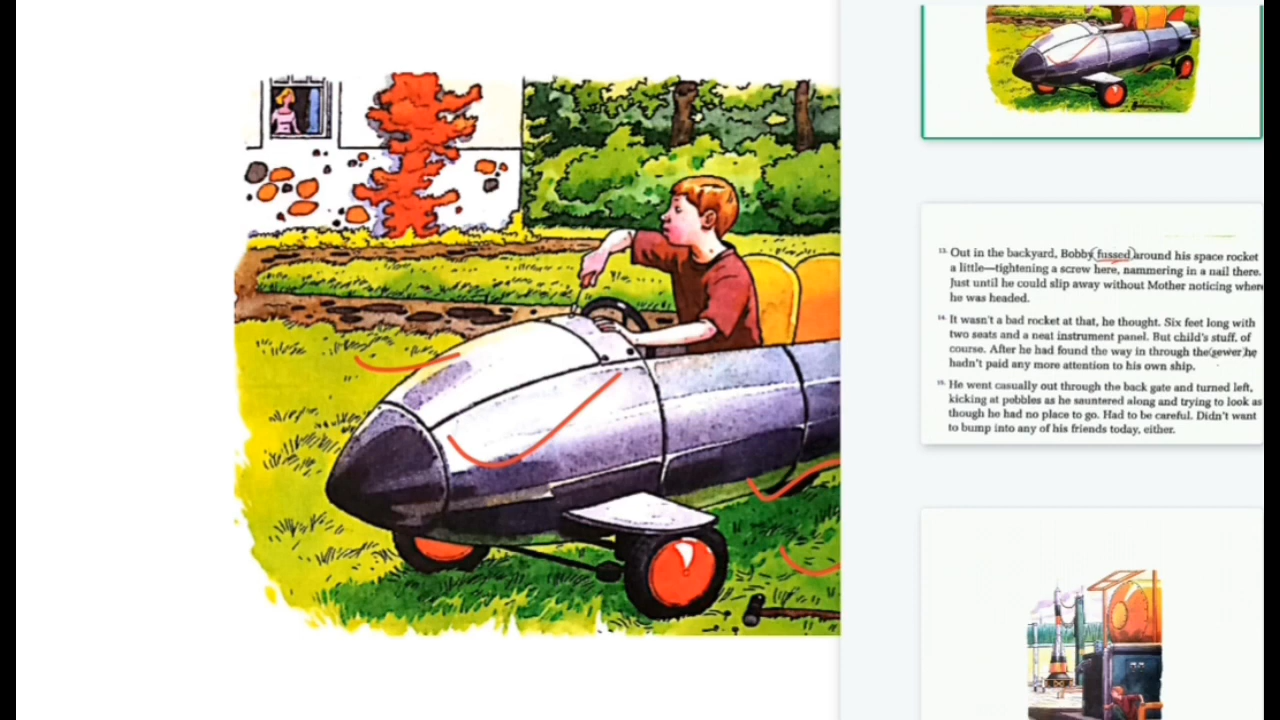 13. Out in the backyard, Bobby fussed around his space rocket
a little—tightening a screw here, hammering in a nail there.
Just until he could slip away without Mother noticing where
he was headed.
14. It wasn't a bad rocket at that, he thought. Six feet long with
two seats and a neat instrument panel. But child's stuff, of
course. After he had found the way in through the sewer he
hadn't paid any more attention to his own ship.
15. He went casually out through the back gate and turned left,
kicking at pebbles as he sauntered along and trying to look as
though he had no place to go. Had to be careful. Didn't want
to bump into any of his friends today, either.